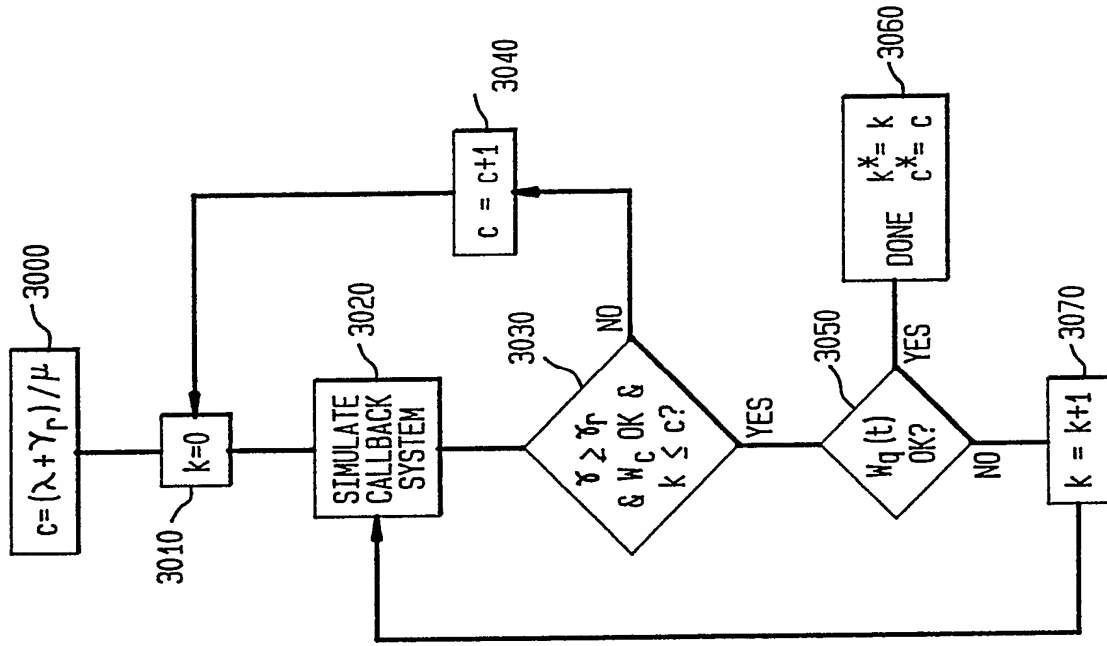 3000
c=(λ+γr)/μ
3010
k=0
3020
SIMULATE
CALLBACK
SYSTEM
3030
γ ≥ γr
& Wc OK &
k ≤ c?
NO
3040
c = c+1
YES
3050
Wq(t)
OK?
YES
3060
DONE k*= k
c*= c
NO
3070
k = k+1